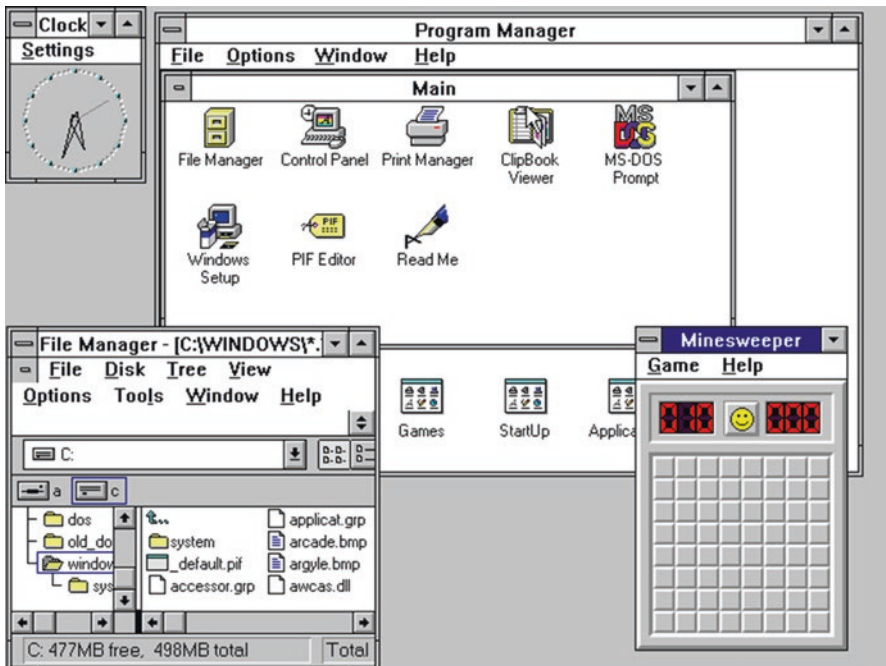 Clock
Settings
Program Manager
File Options Window Help
Main
File Manager
Control Panel
Print Manager
ClipBook
Viewer
MS-DOS
Prompt
Windows
Setup
PIF Editor
Read Me
File Manager - [C:\WINDOWS\*.
File Disk Tree View
Options Tools Window Help
C:
a
c
dos
old_do
window
sys
system
_default.pif
accessor.grp
applicat.grp
arcade.bmp
argyle.bmp
awcas.dll
C: 477MB free, 498MB total
Total
Games
StartUp
Applica
Minesweeper
Game Help